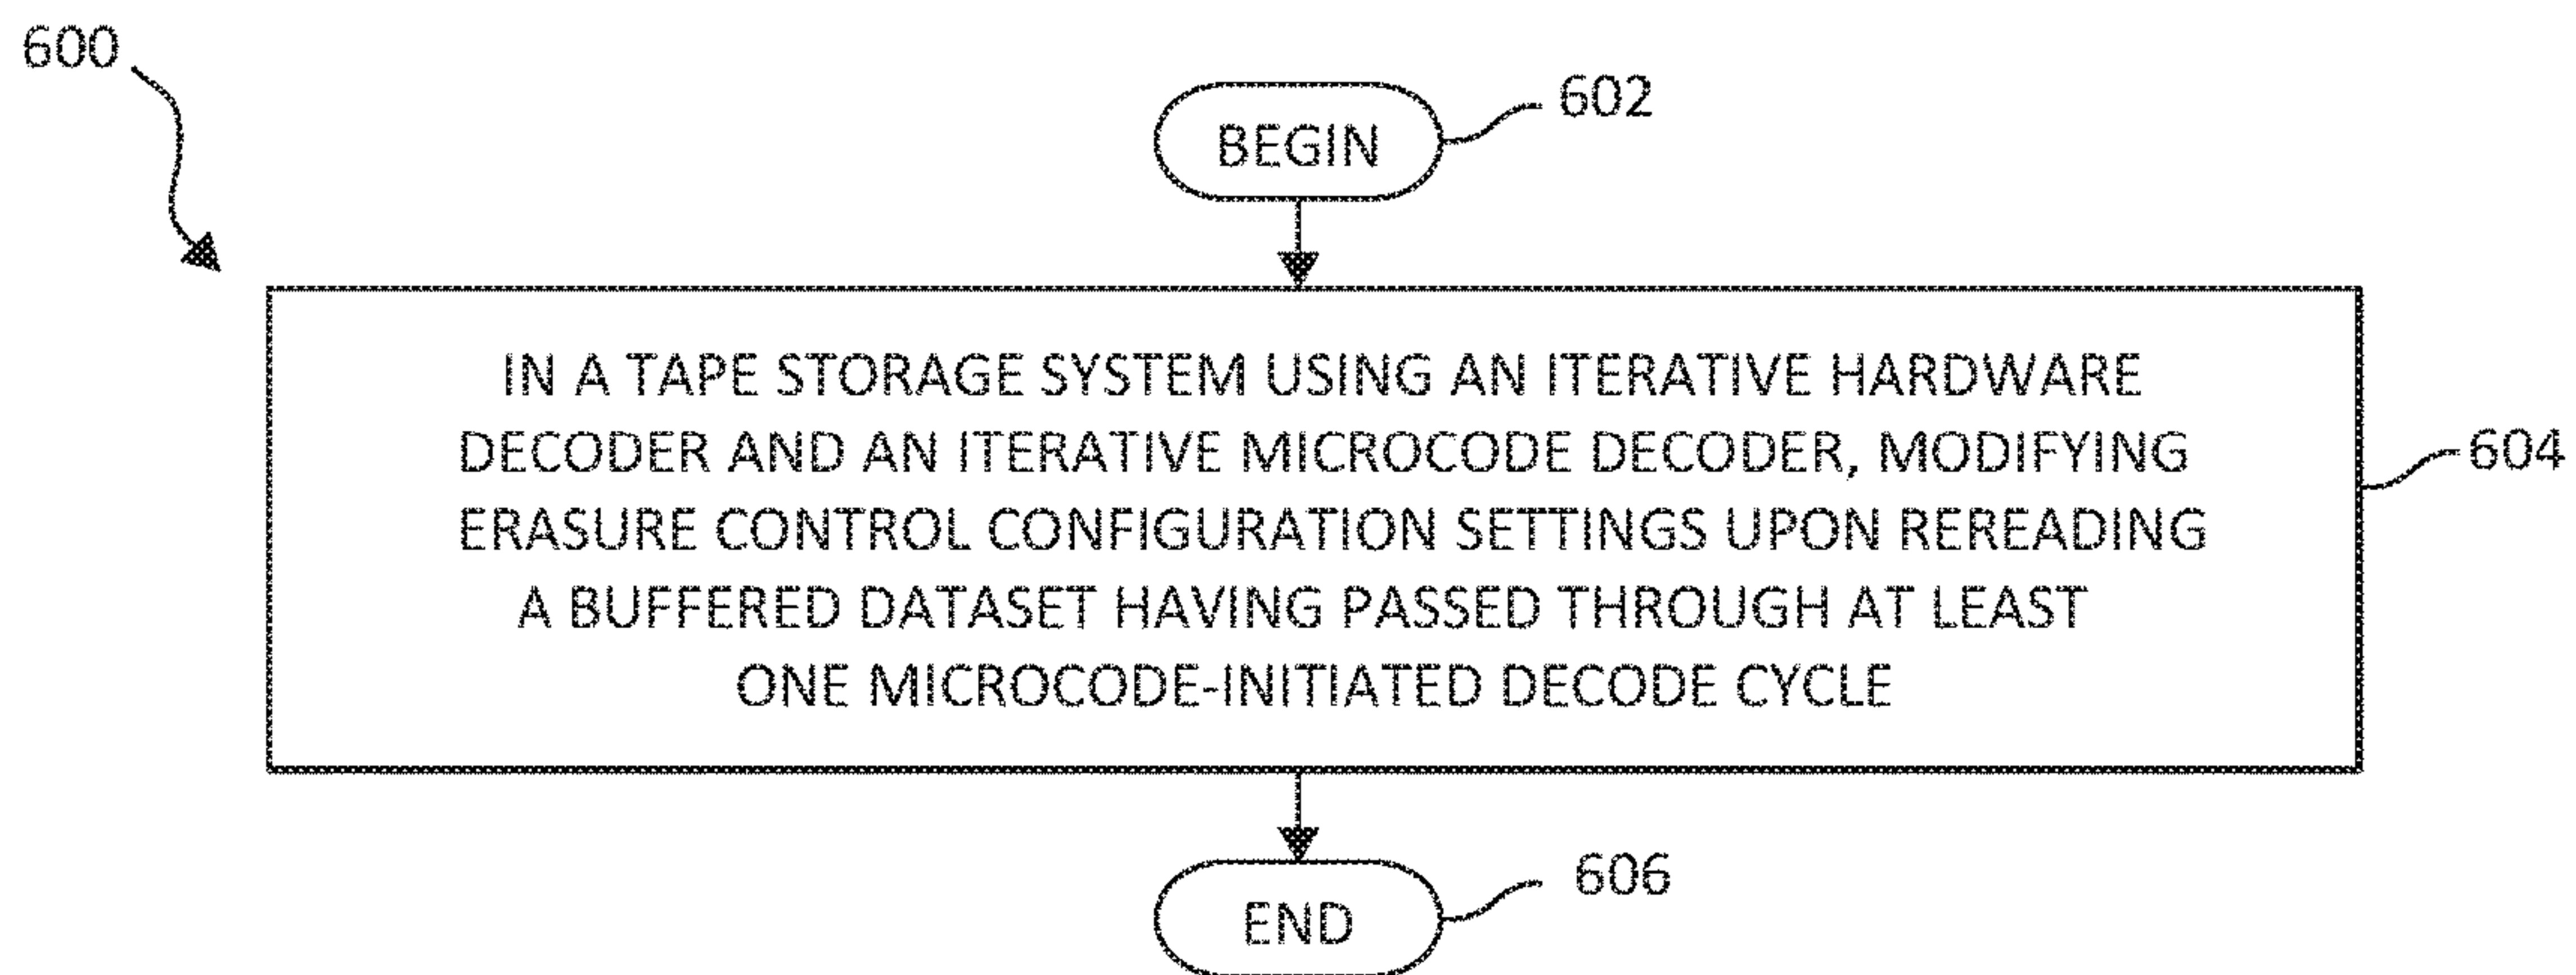 600
602
BEGIN
IN A TAPE STORAGE SYSTEM USING AN ITERATIVE HARDWARE
DECODER AND AN ITERATIVE MICROCODE DECODER, MODIFYING
ERASURE CONTROL CONFIGURATION SETTINGS UPON REREADING
A BUFFERED DATASET HAVING PASSED THROUGH AT LEAST
ONE MICROCODE-INITIATED DECODE CYCLE
604
606
END